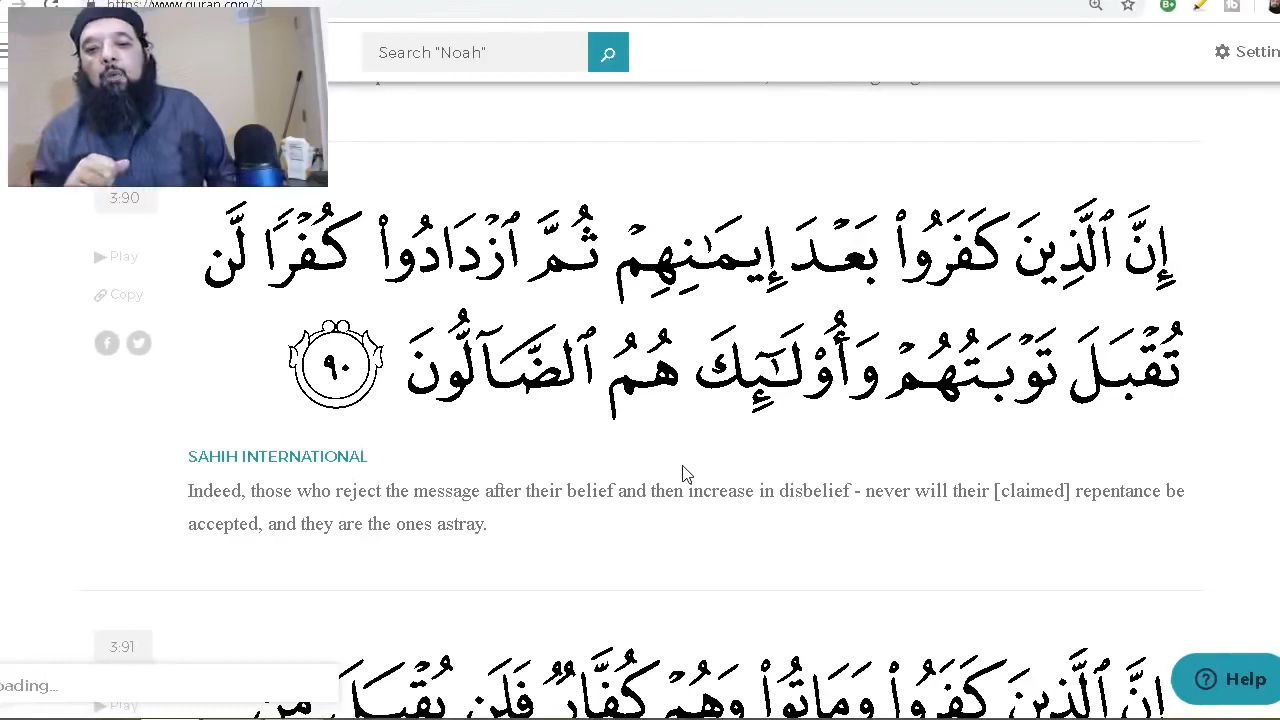 https://www.quran.com/3
Search "Noah"
3:90
Play
Copy
إِنَّ ٱلَّذِينَ كَفَرُواْ بَعْدَ إِيمَٰنِهِمْ ثُمَّ ٱزْدَادُواْ كُفْرًا لَّن
تُقْبَلَ تَوْبَتُهُمْ وَأُوْلَٰٓئِكَ هُمُ ٱلضَّآلُّونَ ٩٠
SAHIH INTERNATIONAL
Indeed, those who reject the message after their belief and then increase in disbelief - never will their [claimed] repentance be
accepted, and they are the ones astray.
3:91
Play
إِنَّ ٱلَّذِينَ كَفَرُواْ وَمَاتُواْ وَهُمْ كُفَّارٌ فَلَن يُقْبَلَ مِنْ
oading...
Settin
Help